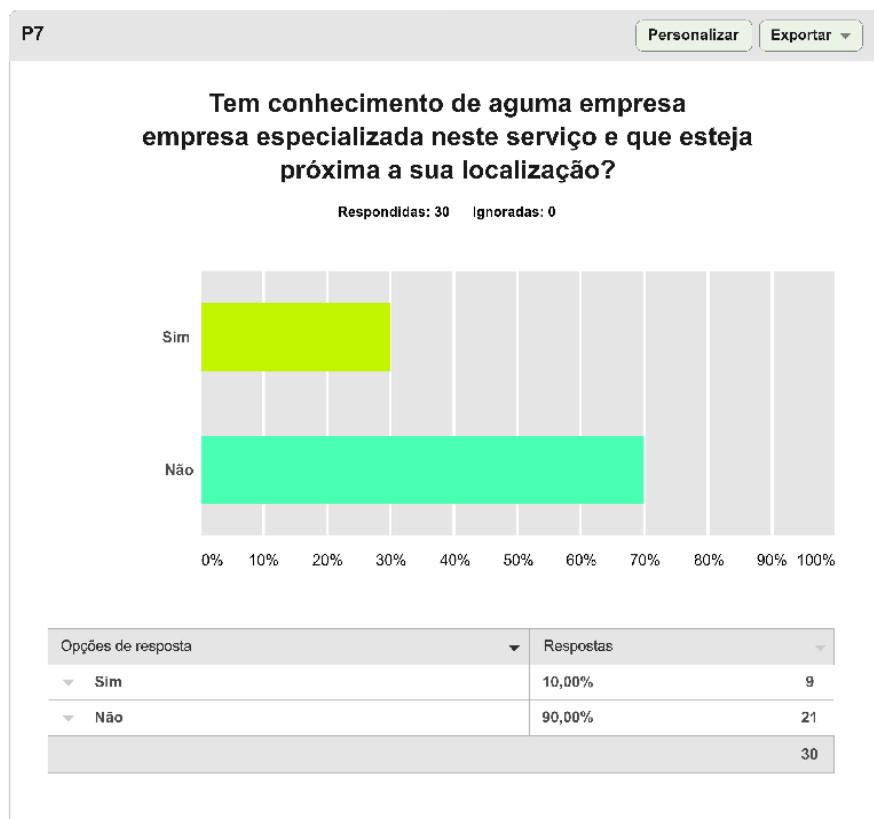 P7
Personalizar
Exportar
Tem conhecimento de aguma empresa
empresa especializada neste serviço e que esteja
próxima a sua localização?
Respondidas: 30 Ignoradas: 0
Sim
Não
0% 10% 20% 30% 40% 50% 60% 70% 80% 90% 100%
Opções de resposta Respostas
Sim 10,00% 9
Não 90,00% 21
30